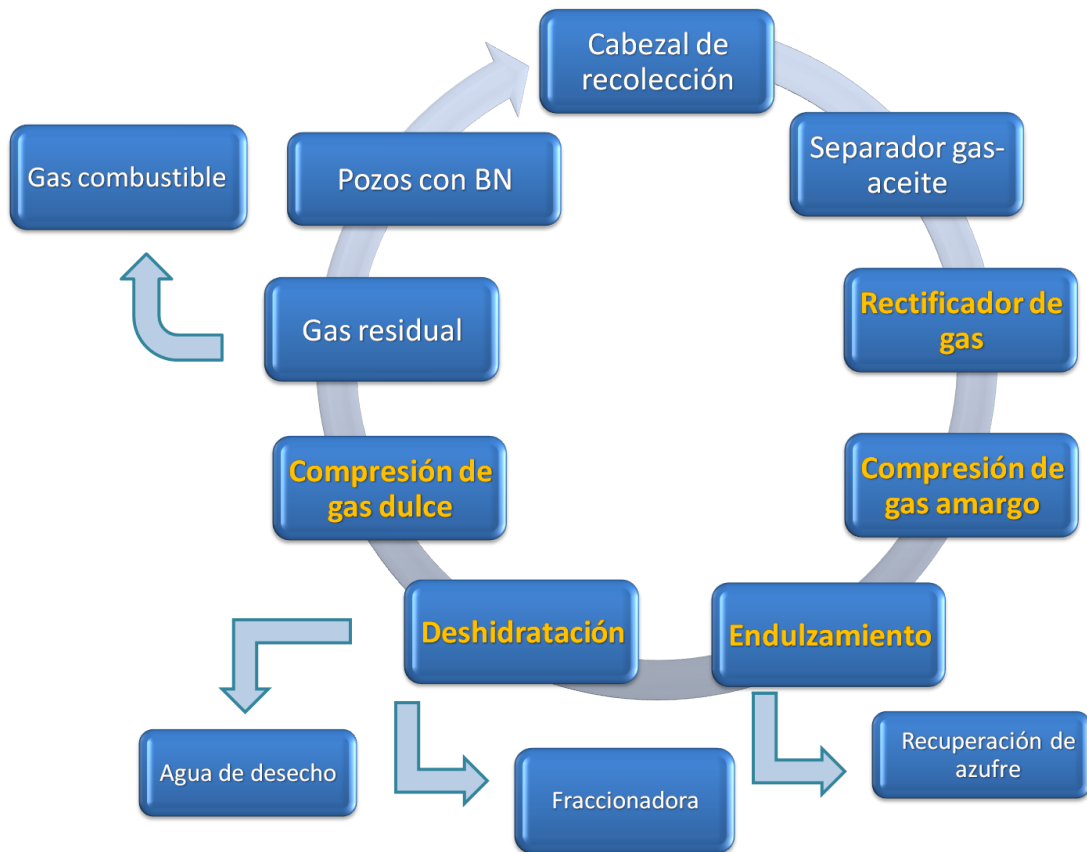 Cabezal de
recolección
Separador gas-
aceite
Rectificador de
gas
Compresión de
gas amargo
Endulzamiento
Recuperación de
azufre
Deshidratación
Fraccionadora
Agua de desecho
Compresión de
gas dulce
Gas residual
Gas combustible
Pozos con BN